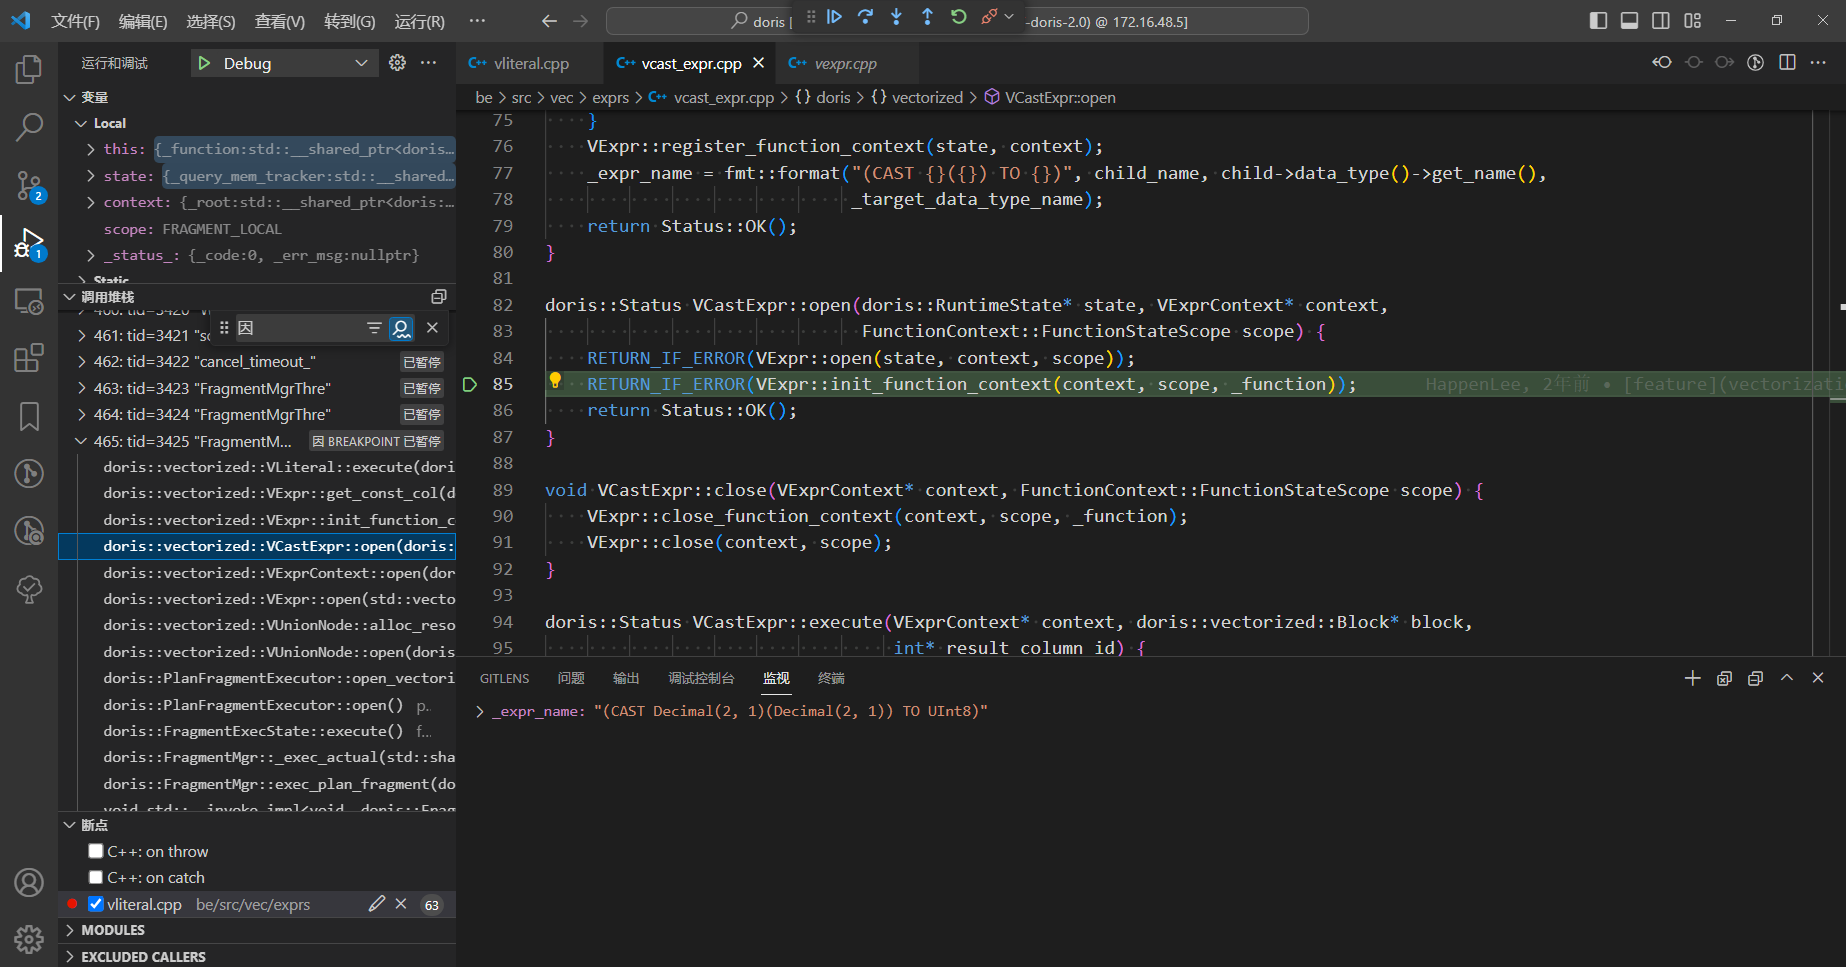 文件(F) 编辑(E) 选择(S) 查看(V) 转到(G) 运行(R) ···
doris [
-doris-2.0) @ 172.16.48.5]
运行和调试
Debug
变量
Local
this: {_function:std::__shared_ptr<doris...
state: {_query_mem_tracker:std::__shared...
context: {_root:std::__shared_ptr<doris:...
scope: FRAGMENT_LOCAL
_status_: {_code:0, _err_msg:nullptr}
Static
调用堆栈
因
461: tid=3421 "sc
462: tid=3422 "cancel_timeout_" 已暂停
463: tid=3423 "FragmentMgrThre" 已暂停
464: tid=3424 "FragmentMgrThre" 已暂停
465: tid=3425 "FragmentM... 因 BREAKPOINT 已暂停
doris::vectorized::VLiteral::execute(dori
doris::vectorized::VExpr::get_const_col(d
doris::vectorized::VExpr::init_function_c
doris::vectorized::VCastExpr::open(doris:
doris::vectorized::VExprContext::open(dor
doris::vectorized::VExpr::open(std::vecto
doris::vectorized::VUnionNode::alloc_reso
doris::vectorized::VUnionNode::open(doris
doris::PlanFragmentExecutor::open_vectori
doris::PlanFragmentExecutor::open() p..
doris::FragmentExecState::execute() f...
doris::FragmentMgr::_exec_actual(std::sha
doris::FragmentMgr::exec_plan_fragment(do
void std::__invoke_impl<void, doris::Frag
断点
C++: on throw
C++: on catch
vliteral.cpp be/src/vec/exprs 63
MODULES
EXCLUDED CALLERS
2
1
vliteral.cpp
vcast_expr.cpp
vexpr.cpp
be > src > vec > exprs > vcast_expr.cpp > {} doris > {} vectorized > VCastExpr::open
75 }
76 VExpr::register_function_context(state, context);
77 _expr_name = fmt::format("(CAST {}({}) TO {})", child_name, child->data_type()->get_name(),
78 _target_data_type_name);
79 return Status::OK();
80 }
81
82 doris::Status VCastExpr::open(doris::RuntimeState* state, VExprContext* context,
83 FunctionContext::FunctionStateScope scope) {
84 RETURN_IF_ERROR(VExpr::open(state, context, scope));
85 RETURN_IF_ERROR(VExpr::init_function_context(context, scope, _function)); HappenLee, 2年前 • [feature](vectorizati
86 return Status::OK();
87 }
88
89 void VCastExpr::close(VExprContext* context, FunctionContext::FunctionStateScope scope) {
90 VExpr::close_function_context(context, scope, _function);
91 VExpr::close(context, scope);
92 }
93
94 doris::Status VCastExpr::execute(VExprContext* context, doris::vectorized::Block* block,
95 int* result_column_id) {
GITLENS 问题 输出 调试控制台 监视 终端
_expr_name: "(CAST Decimal(2, 1)(Decimal(2, 1)) TO UInt8)"